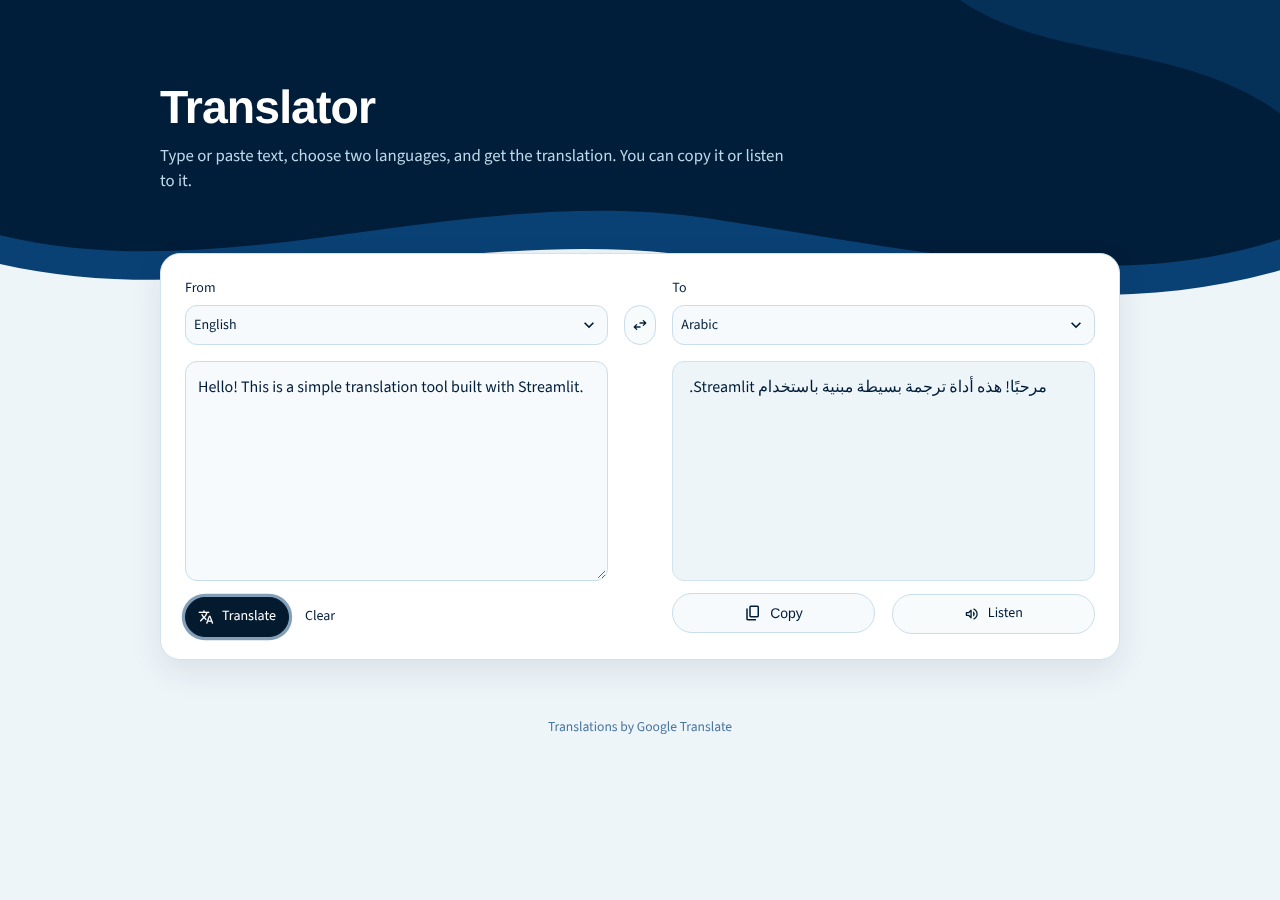 Translator
Type or paste text, choose two languages, and get the translation. You can copy it or listen
to it.
From
English
To
Arabic
Hello! This is a simple translation tool built with Streamlit.
مرحبًا! هذه أداة ترجمة بسيطة مبنية باستخدام Streamlit.
Translate
Clear
Copy
Listen
Translations by Google Translate